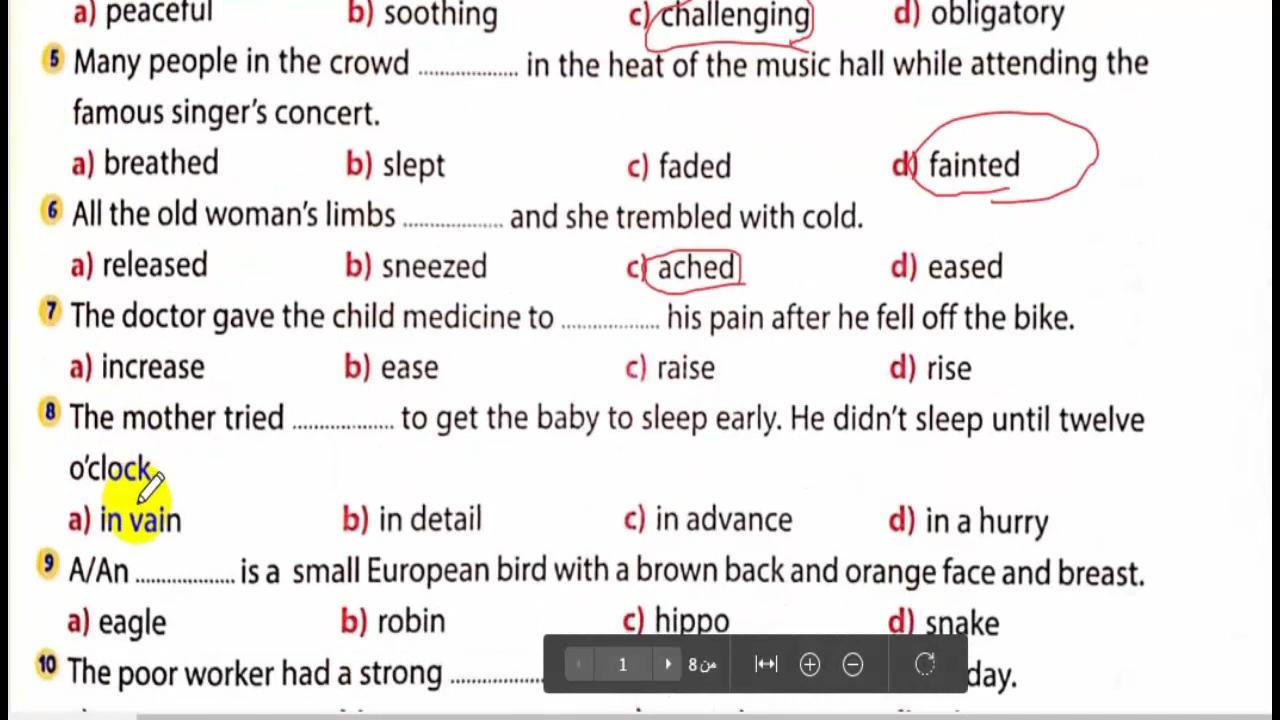 a) peaceful b) soothing c) challenging d) obligatory
5 Many people in the crowd .................. in the heat of the music hall while attending the
famous singer's concert.
a) breathed b) slept c) faded d) fainted
6 All the old woman's limbs .................. and she trembled with cold.
a) released b) sneezed c) ached d) eased
7 The doctor gave the child medicine to .................. his pain after he fell off the bike.
a) increase b) ease c) raise d) rise
8 The mother tried .................. to get the baby to sleep early. He didn't sleep until twelve
o'clock.
a) in vain b) in detail c) in advance d) in a hurry
9 A/An .................. is a small European bird with a brown back and orange face and breast.
a) eagle b) robin c) hippo d) snake
10 The poor worker had a strong .................. day.
1 من 8